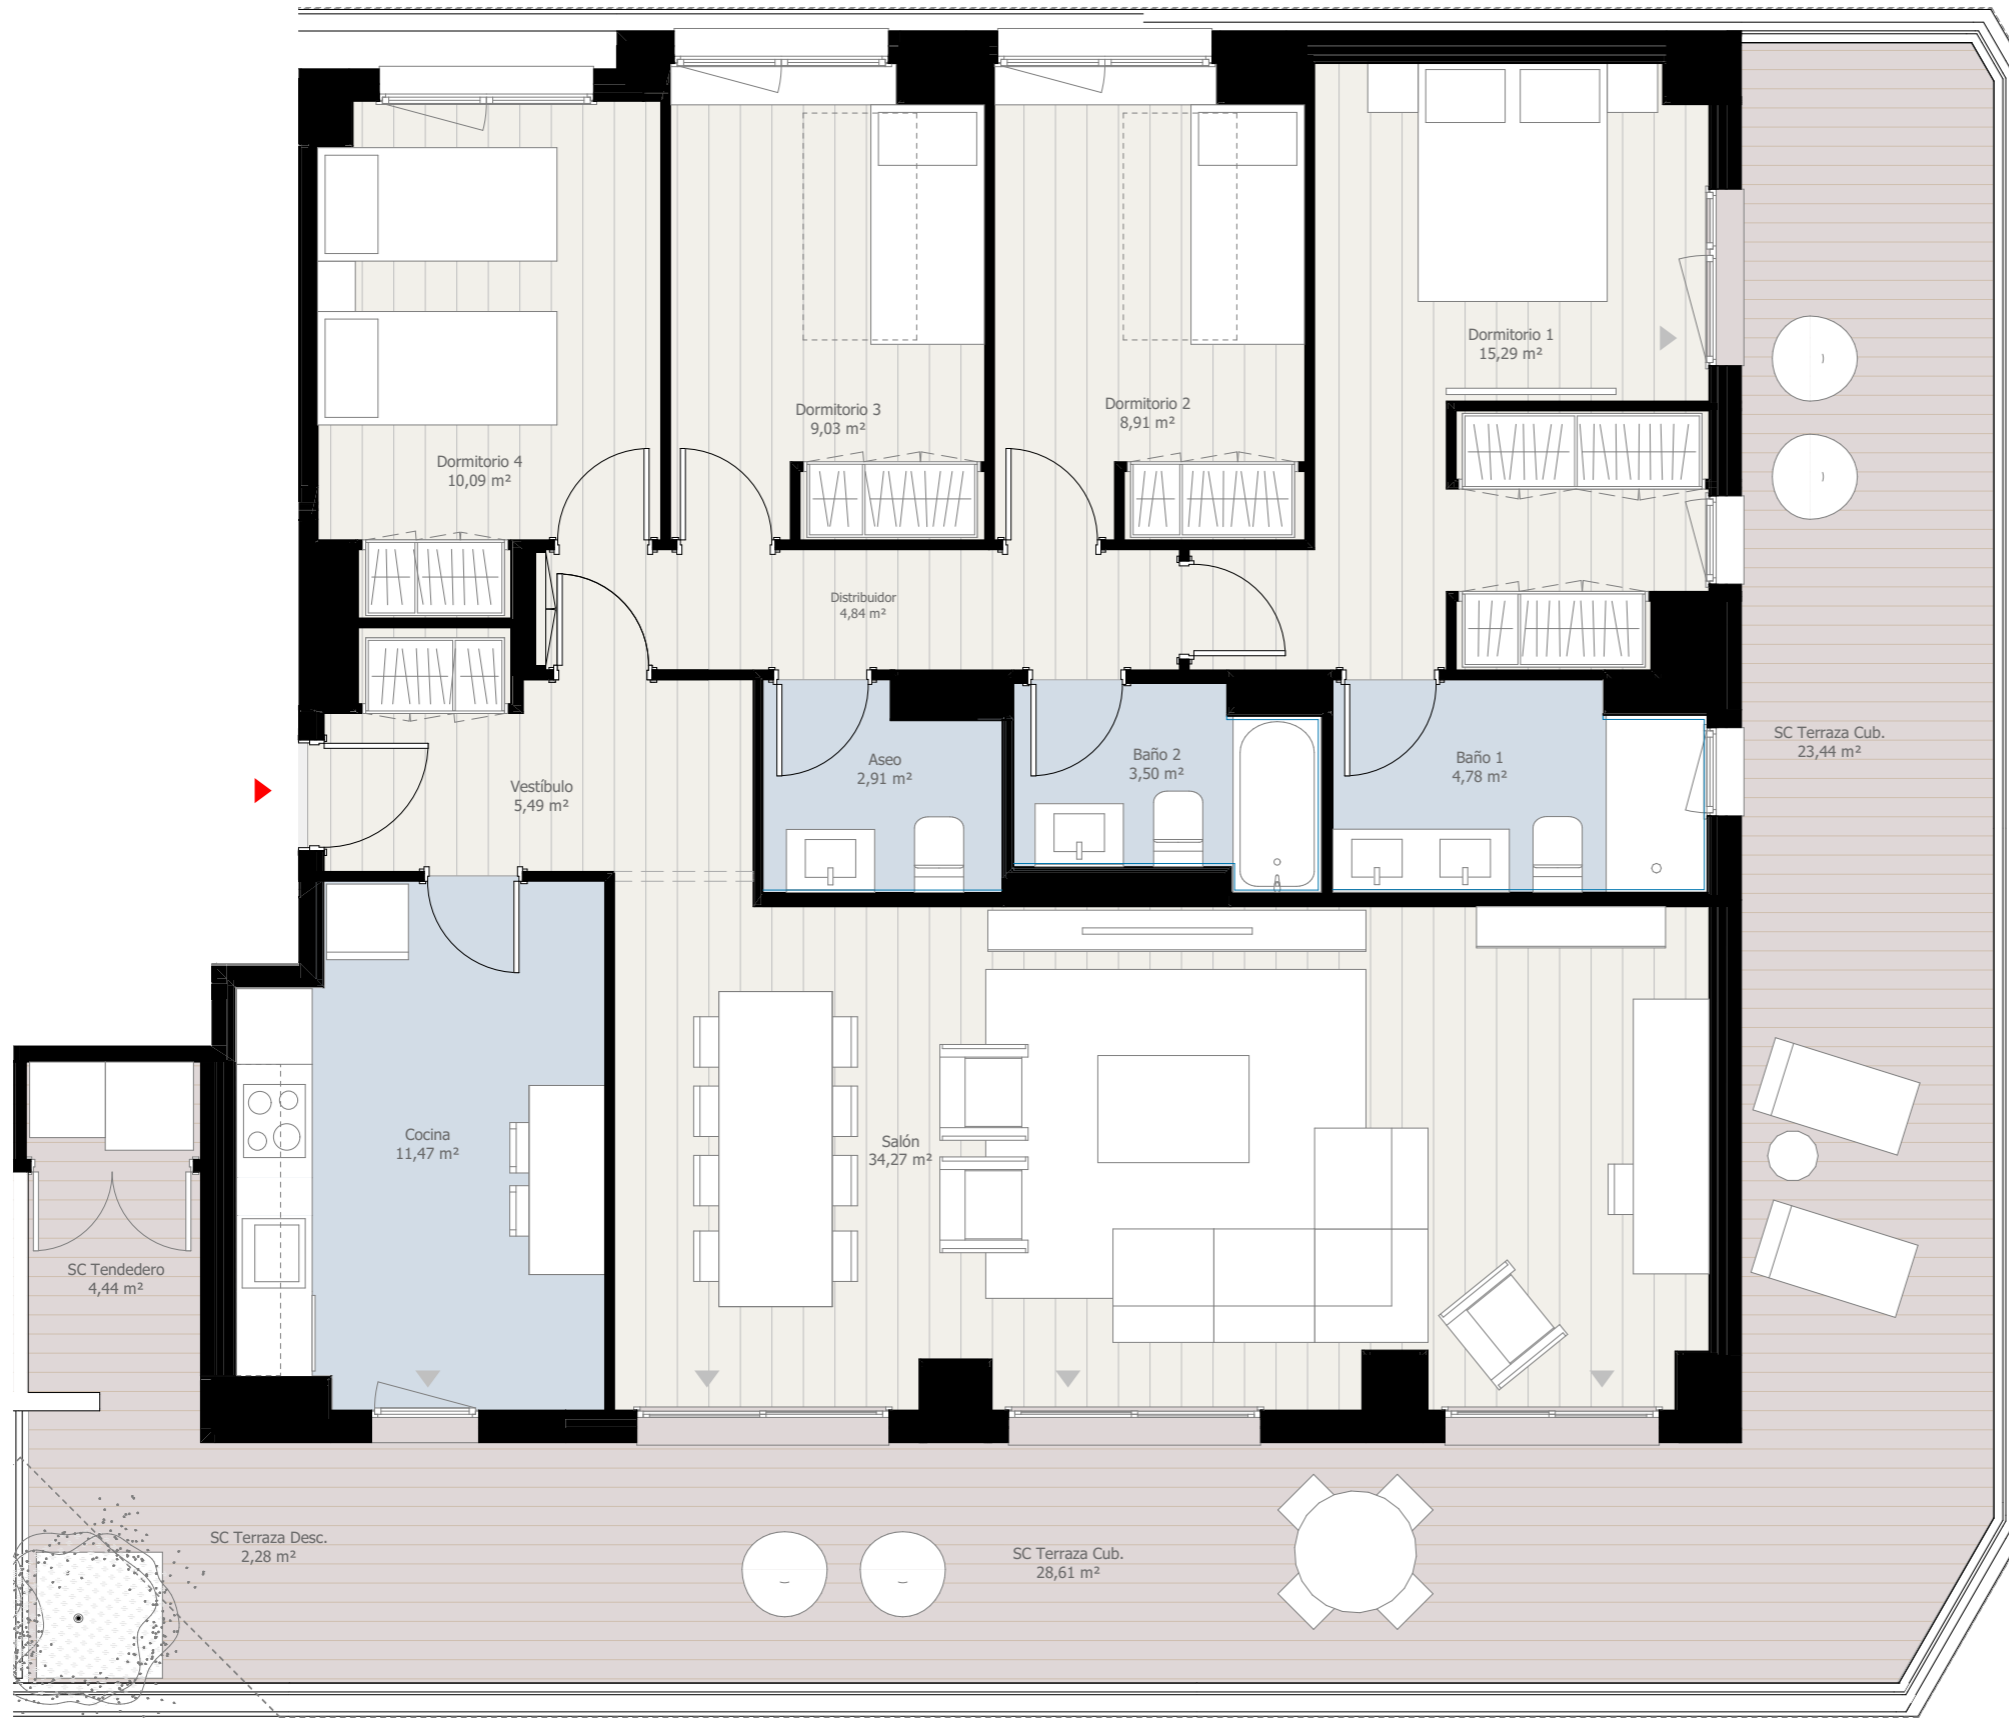 Dormitorio 1
15,29 m²
Dormitorio 2
8,91 m²
Dormitorio 3
9,03 m²
Dormitorio 4
10,09 m²
Distribuidor
4,84 m²
SC Terraza Cub.
23,44 m²
Baño 1
4,78 m²
Baño 2
3,50 m²
Aseo
2,91 m²
Vestíbulo
5,49 m²
Cocina
11,47 m²
Salón
34,27 m²
SC Tendedero
4,44 m²
SC Terraza Desc.
2,28 m²
SC Terraza Cub.
28,61 m²